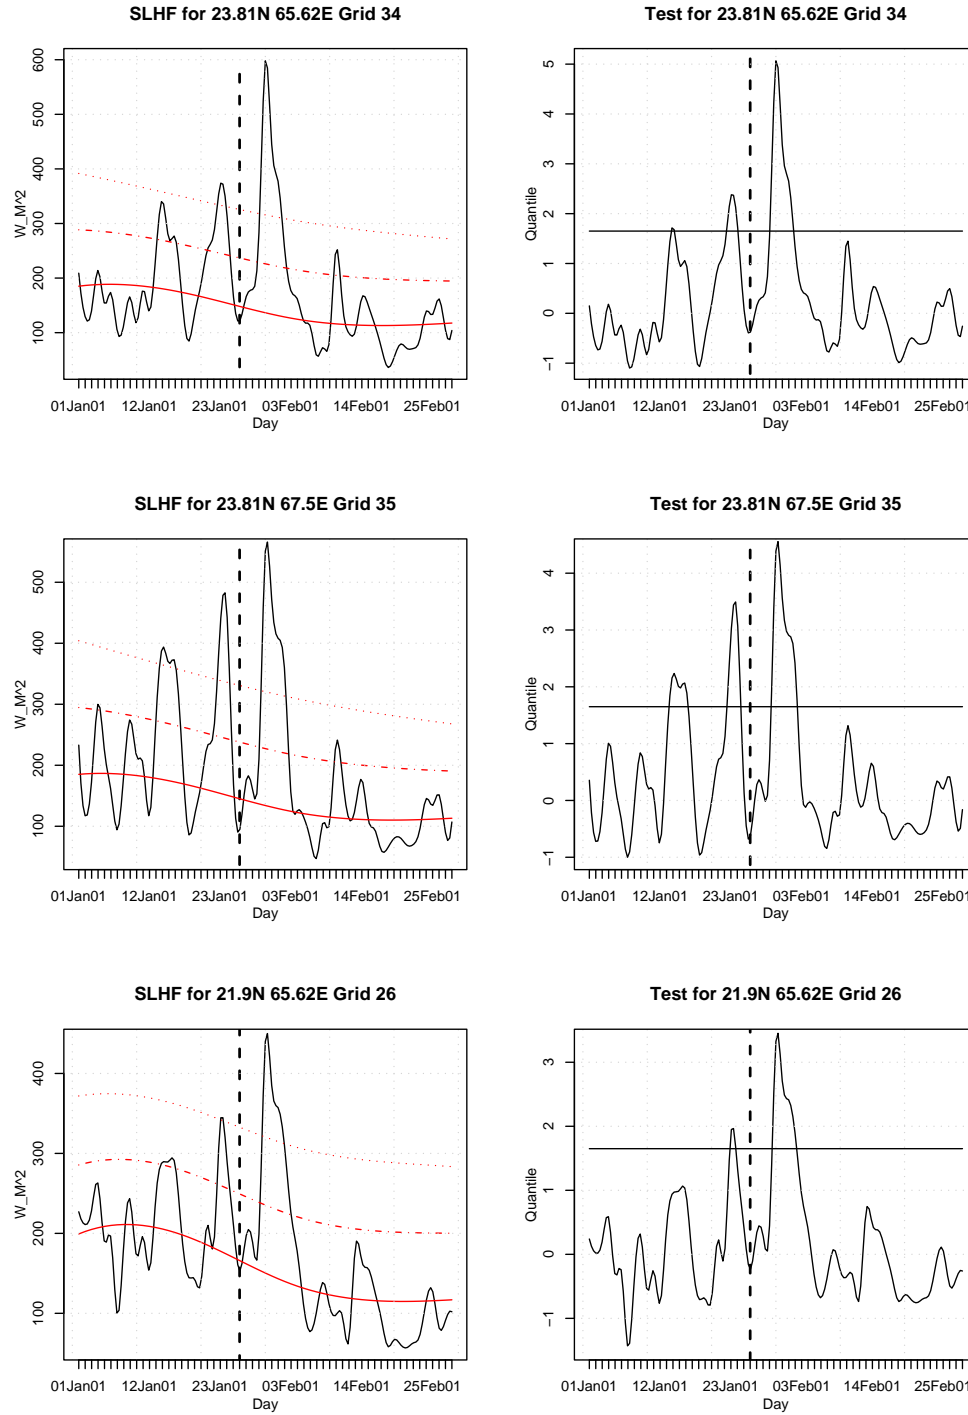 SLHF for 23.81N 65.62E Grid 34
W_M^2
600
500
400
300
200
100
01Jan01 12Jan01 23Jan01 03Feb01 14Feb01 25Feb01
Day
Test for 23.81N 65.62E Grid 34
Quantile
5
4
3
2
1
0
−1
01Jan01 12Jan01 23Jan01 03Feb01 14Feb01 25Feb01
Day
SLHF for 23.81N 67.5E Grid 35
W_M^2
500
400
300
200
100
01Jan01 12Jan01 23Jan01 03Feb01 14Feb01 25Feb01
Day
Test for 23.81N 67.5E Grid 35
Quantile
4
3
2
1
0
−1
01Jan01 12Jan01 23Jan01 03Feb01 14Feb01 25Feb01
Day
SLHF for 21.9N 65.62E Grid 26
W_M^2
400
300
200
100
01Jan01 12Jan01 23Jan01 03Feb01 14Feb01 25Feb01
Day
Test for 21.9N 65.62E Grid 26
Quantile
3
2
1
0
−1
01Jan01 12Jan01 23Jan01 03Feb01 14Feb01 25Feb01
Day